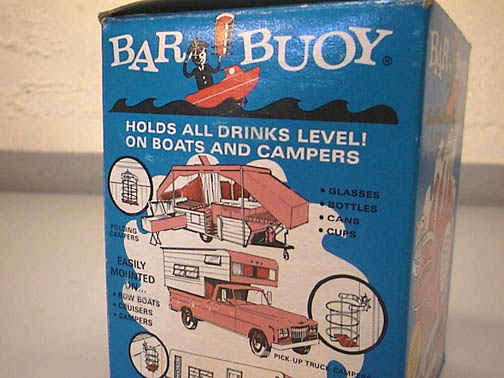 BAR BUOY®
HOLDS ALL DRINKS LEVEL!
ON BOATS AND CAMPERS
• GLASSES
• BOTTLES
• CANS
• CUPS
FOLDING
CAMPERS
EASILY
MOUNTED
ON...
• ROW BOATS
• CRUISERS
• CAMPERS
PICK-UP TRUCK CAMPERS
BAR